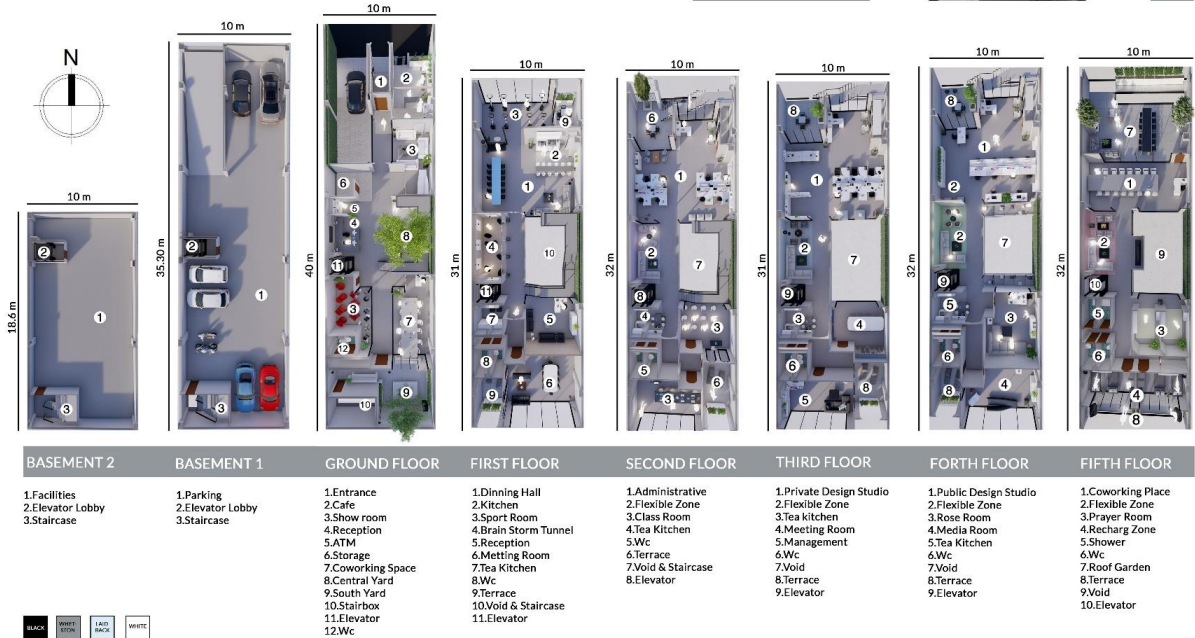 N
10 m
18.6 m
10 m
35.30 m
10 m
40 m
10 m
31 m
10 m
32 m
10 m
31 m
10 m
32 m
10 m
32 m
BASEMENT 2
1.Facilities
2.Elevator Lobby
3.Staircase
BASEMENT 1
1.Parking
2.Elevator Lobby
3.Staircase
GROUND FLOOR
1.Entrance
2.Cafe
3.Show room
4.Reception
5.ATM
6.Storage
7.Coworking Space
8.Central Yard
9.South Yard
10.Stairbox
11.Elevator
12.Wc
FIRST FLOOR
1.Dinning Hall
2.Kitchen
3.Sport Room
4.Brain Storm Tunnel
5.Reception
6.Metting Room
7.Tea Kitchen
8.Wc
9.Terrace
10.Void & Staircase
11.Elevator
SECOND FLOOR
1.Administrative
2.Flexible Zone
3.Class Room
4.Tea Kitchen
5.Wc
6.Terrace
7.Void & Staircase
8.Elevator
THIRD FLOOR
1.Private Design Studio
2.Flexible Zone
3.Tea kitchen
4.Meeting Room
5.Management
6.Wc
7.Void
8.Terrace
9.Elevator
FORTH FLOOR
1.Public Design Studio
2.Flexible Zone
3.Rose Room
4.Media Room
5.Tea Kitchen
6.Wc
7.Void
8.Terrace
9.Elevator
FIFTH FLOOR
1.Coworking Place
2.Flexible Zone
3.Prayer Room
4.Recharg Zone
5.Shower
6.Wc
7.Roof Garden
8.Terrace
9.Void
10.Elevator
BLACK
WHET
STON
LAID
BACK
WHITE